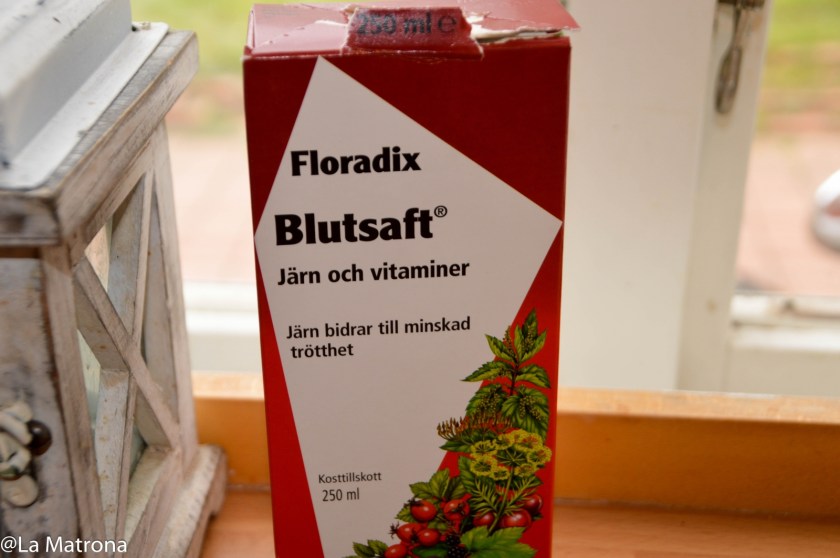 250 ml e
Floradix
Blutsaft®
Järn och vitaminer
Järn bidrar till minskad
trötthet
Kosttillskott
250 ml
@La Matrona